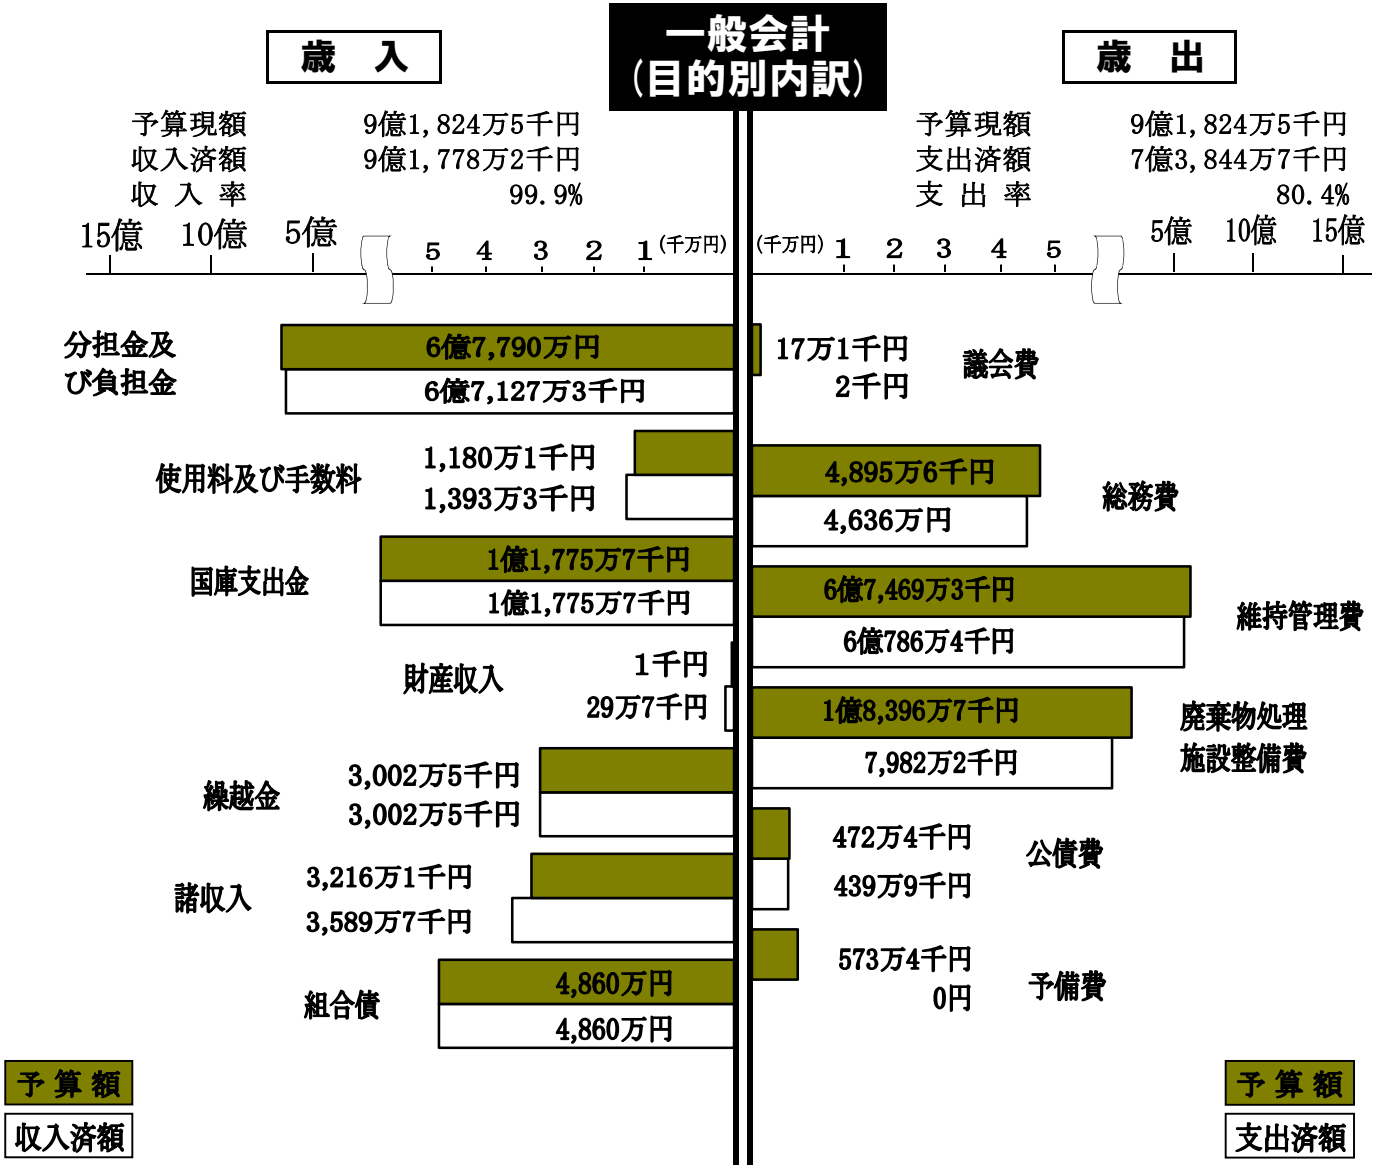 一般会計
(目的別内訳)
歳　入
予算現額 9億1,824万5千円
収入済額 9億1,778万2千円
収 入 率 99.9%
15億 10億 5億 5 4 3 2 1 (千万円)
分担金及
び負担金
6億7,790万円
6億7,127万3千円
使用料及び手数料
1,180万1千円
1,393万3千円
国庫支出金
1億1,775万7千円
1億1,775万7千円
財産収入
1千円
29万7千円
繰越金
3,002万5千円
3,002万5千円
諸収入
3,216万1千円
3,589万7千円
組合債
4,860万円
4,860万円
予 算 額
収入済額
歳　出
予算現額 9億1,824万5千円
支出済額 7億3,844万7千円
支 出 率 80.4%
(千万円) 1 2 3 4 5 5億 10億 15億
17万1千円
2千円
議会費
4,895万6千円
4,636万円
総務費
6億7,469万3千円
6億786万4千円
維持管理費
1億8,396万7千円
7,982万2千円
廃棄物処理
施設整備費
472万4千円
439万9千円
公債費
573万4千円
0円
予備費
予 算 額
支出済額